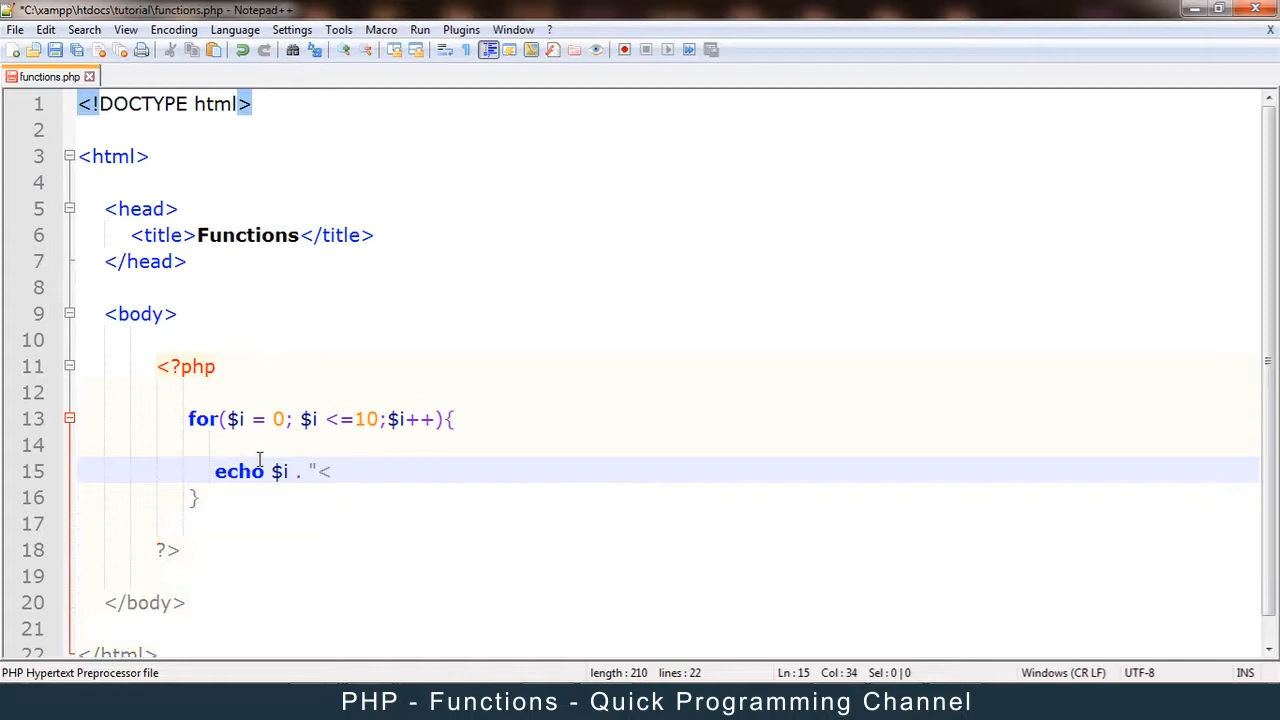 *C:\xampp\htdocs\tutorial\functions.php - Notepad++
File Edit Search View Encoding Language Settings Tools Macro Run Plugins Window ? X
functions.php
1 <!DOCTYPE html>
2
3 <html>
4
5 <head>
6 <title>Functions</title>
7 </head>
8
9 <body>
10
11 <?php
12
13 for($i = 0; $i <=10;$i++){
14
15 echo $i . "<
16 }
17
18 ?>
19
20 </body>
21
22 </html>
PHP Hypertext Preprocessor file length : 210 lines : 22 Ln : 15 Col : 34 Sel : 0 | 0 Windows (CR LF) UTF-8 INS
PHP - Functions - Quick Programming Channel